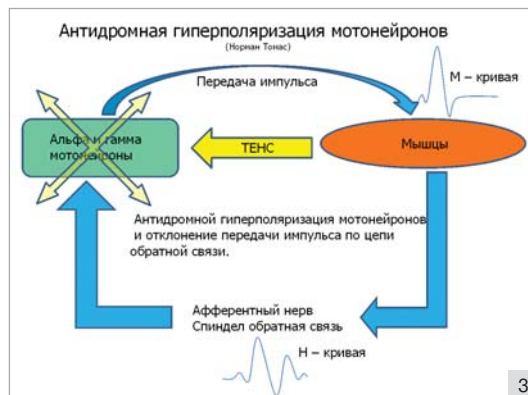 Антидромная гиперполяризация мотонейронов
(Норман Томас)
М – кривая
Передача импульса
Альфа и гамма
мотонейроны
ТЕНС
Мышцы
Антидромной гиперполяризация мотонейронов
и отклонение передачи импульса по цепи
обратной связи.
Афферентный нерв
Спиндел обратная связь
Н – кривая
3